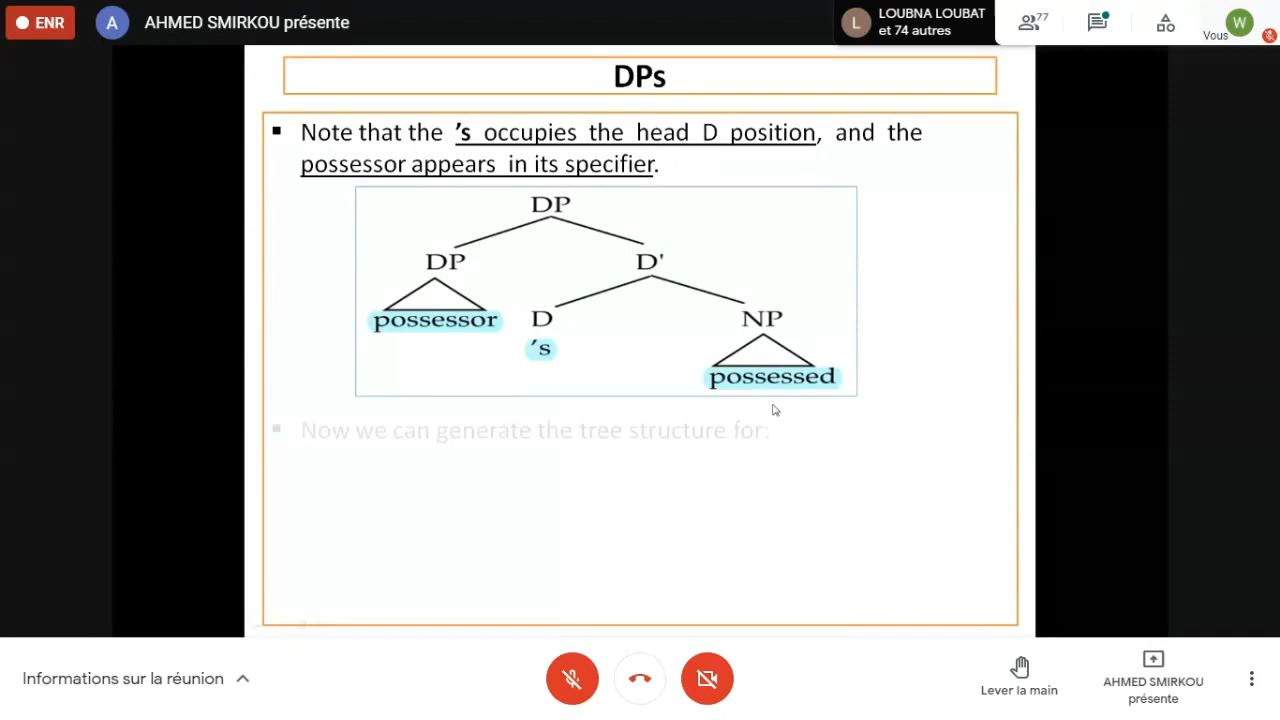 ENR
A
AHMED SMIRKOU présente
L
LOUBNA LOUBAT
et 74 autres
77
Vous
W
DPs
▪ Note that the ’s occupies the head D position, and the
possessor appears in its specifier.
DP
DP D'
possessor D NP
’s
possessed
▪ Now we can generate the tree structure for:
Informations sur la réunion
Lever la main
AHMED SMIRKOU
présente